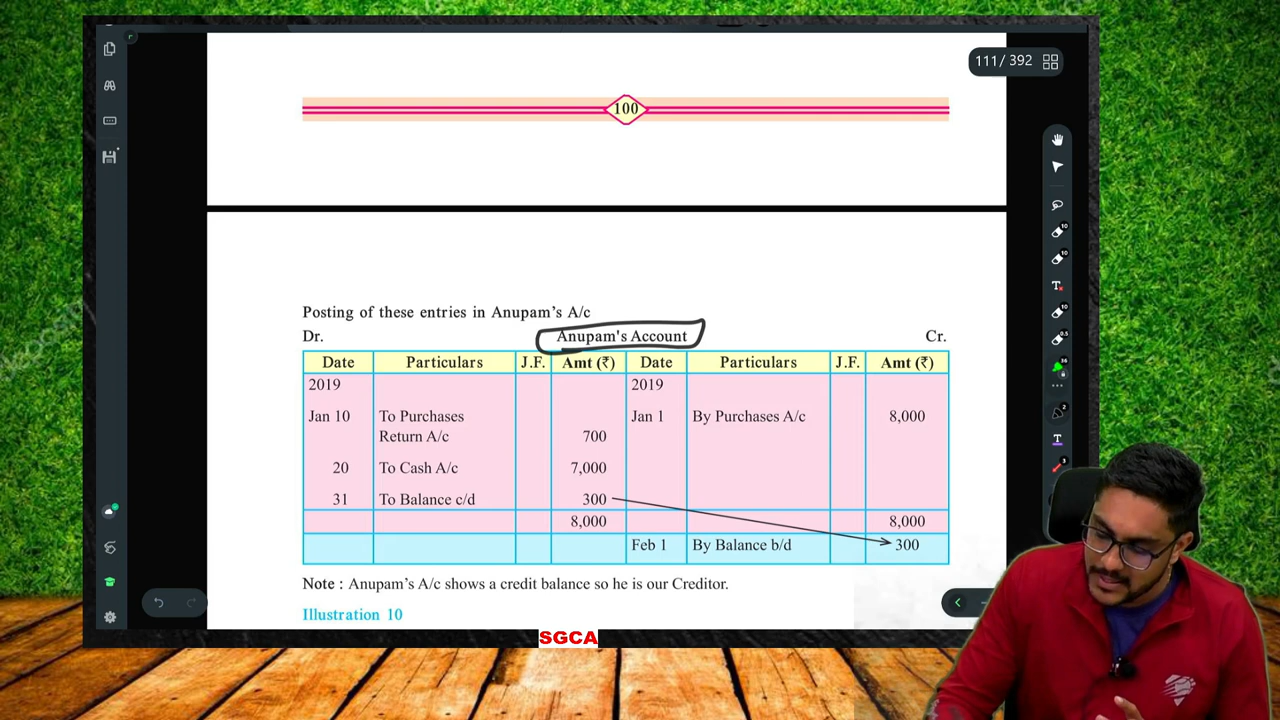 111/ 392
100
Posting of these entries in Anupam's A/c
Dr. Anupam's Account Cr.
Date Particulars J.F. Amt (₹) Date Particulars J.F. Amt (₹)
2019 2019
Jan 10 To Purchases Jan 1 By Purchases A/c 8,000
Return A/c 700
20 To Cash A/c 7,000
31 To Balance c/d 300
8,000 8,000
Feb 1 By Balance b/d 300
Note : Anupam's A/c shows a credit balance so he is our Creditor.
Illustration 10
SGCA